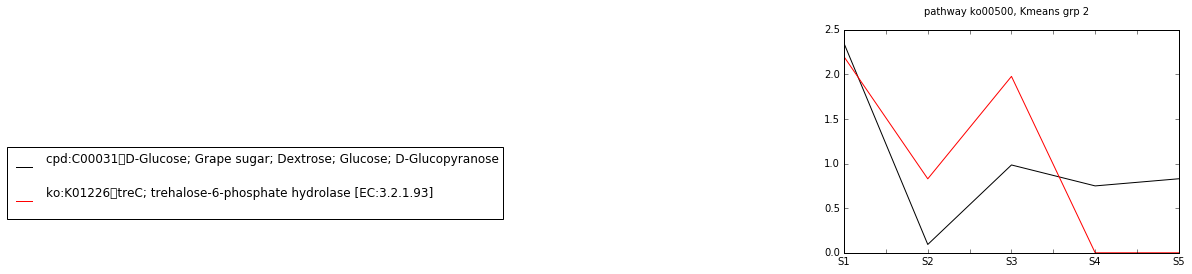 pathway ko00500, Kmeans grp 2
2.5
2.0
1.5
1.0
0.5
0.0
S1 S2 S3 S4 S5
cpd:C00031▯D-Glucose; Grape sugar; Dextrose; Glucose; D-Glucopyranose
ko:K01226▯treC; trehalose-6-phosphate hydrolase [EC:3.2.1.93]